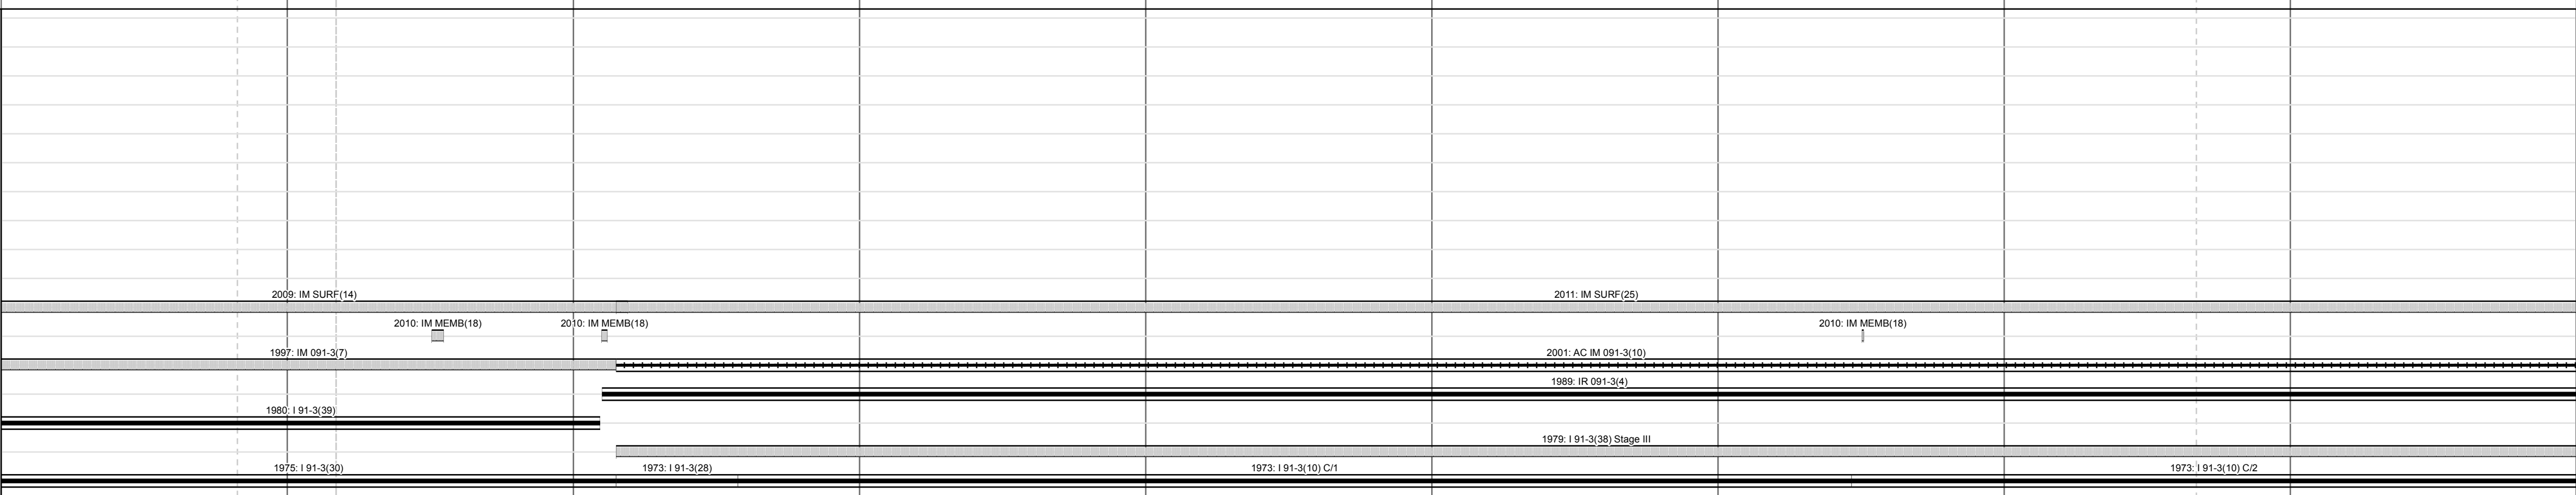 2009: IM SURF(14)
2011: IM SURF(25)
2010: IM MEMB(18)
2010: IM MEMB(18)
2010: IM MEMB(18)
1997: IM 091-3(7)
2001: AC IM 091-3(10)
1989: IR 091-3(4)
1980: I 91-3(39)
1979: I 91-3(38) Stage III
1975: I 91-3(30)
1973: I 91-3(28)
1973: I 91-3(10) C/1
1973: I 91-3(10) C/2